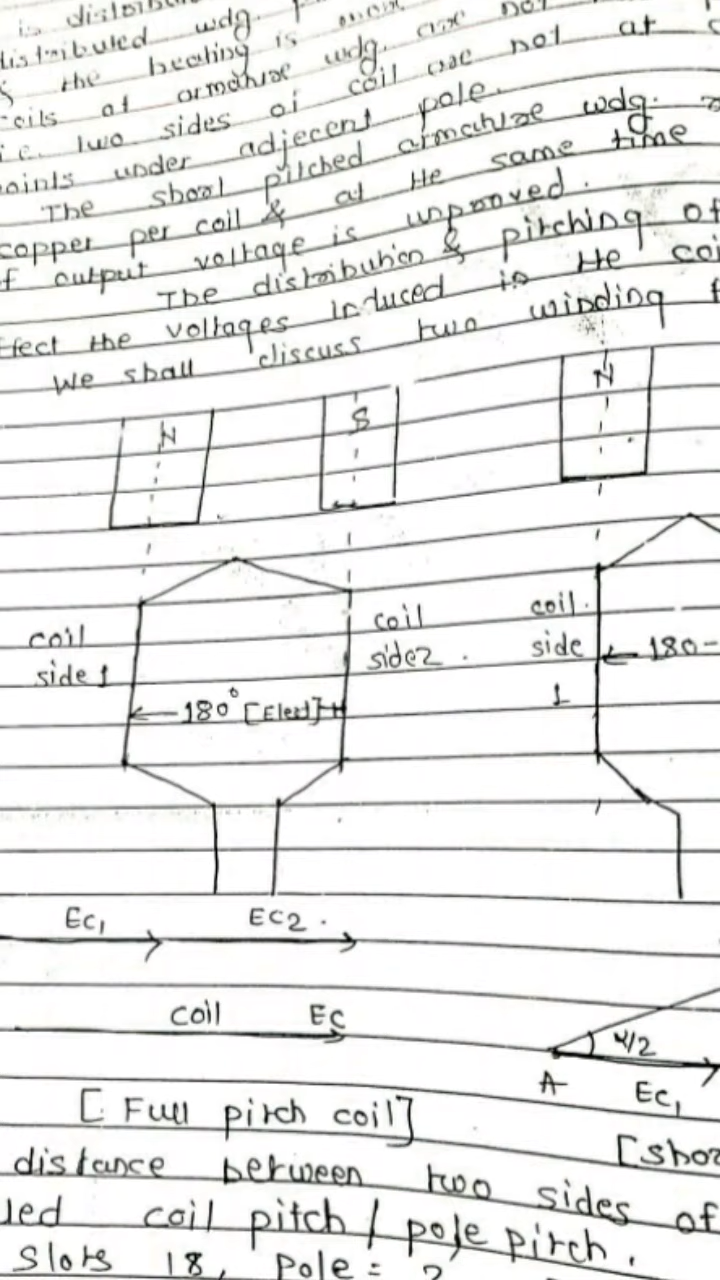 is distributed
distributed wdg.
the heating is
coils of armature wdg. are not
i.e. two sides of coil are not at
points under adjecent pole.
The short pitched armature wdg.
copper per coil & at the same time
of output voltage is improved.
The distribution & pitching of
effect the voltages induced in the coi
We shall discuss two winding f
N S N
coil side 1
coil side2.
coil side 1
180° [Elect]
180-
Ec1 EC2.
coil EC
α/2
A Ec1
[Full pitch coil]
[shor
distance between two sides of
led coil pitch / pole pitch.
slots 18, pole = 2